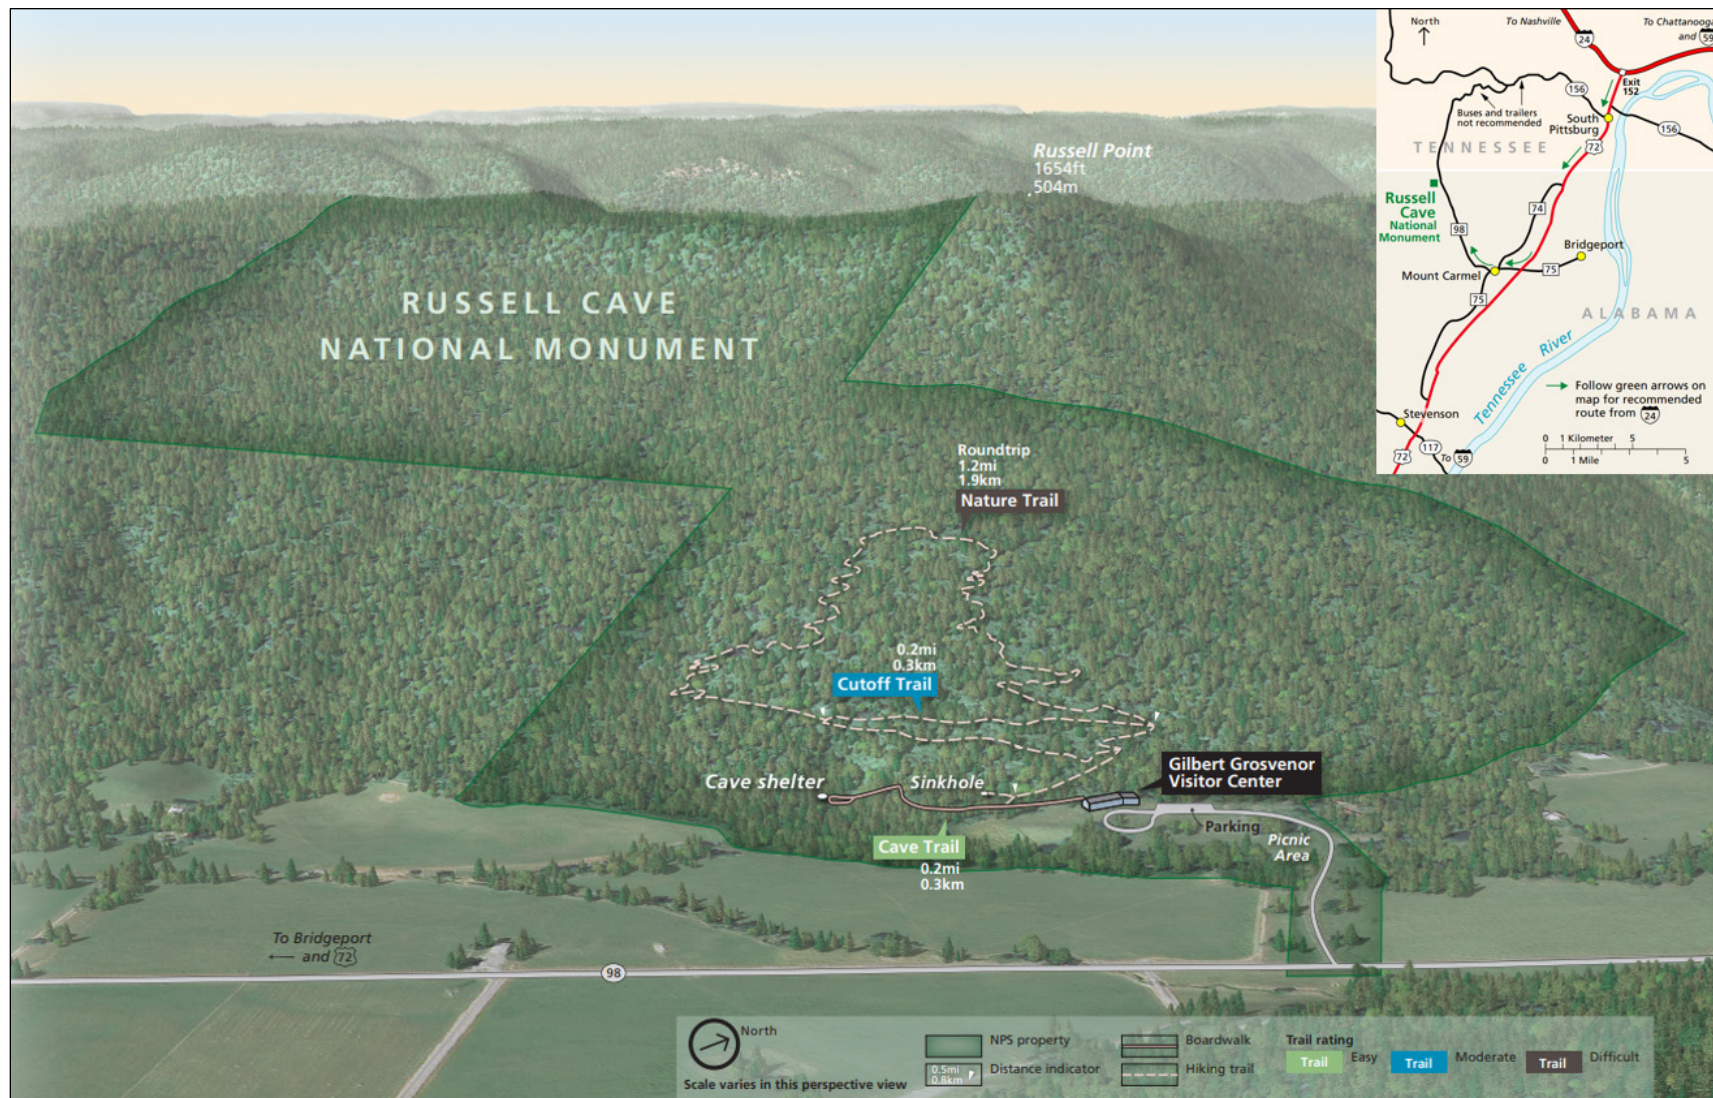 North
To Nashville
24
To Chattanooga
and 59
Exit
152
156
Buses and trailers
not recommended
South
Pittsburg
156
TENNESSEE
72
Russell
Cave
National
Monument
74
98
Bridgeport
Mount Carmel
75
75
ALABAMA
Tennessee River
Follow green arrows on
map for recommended
route from 24
Stevenson
117
72
To 59
0 1 Kilometer 5
0 1 Mile 5
Russell Point
1654ft
504m
RUSSELL CAVE
NATIONAL MONUMENT
Roundtrip
1.2mi
1.9km
Nature Trail
0.2mi
0.3km
Cutoff Trail
Gilbert Grosvenor
Visitor Center
Cave shelter
Sinkhole
Parking
Picnic
Area
Cave Trail
0.2mi
0.3km
To Bridgeport
and 72
98
North
Scale varies in this perspective view
NPS property
0.5mi
0.8km
Distance indicator
Boardwalk
Hiking trail
Trail rating
Trail Easy
Trail Moderate
Trail Difficult